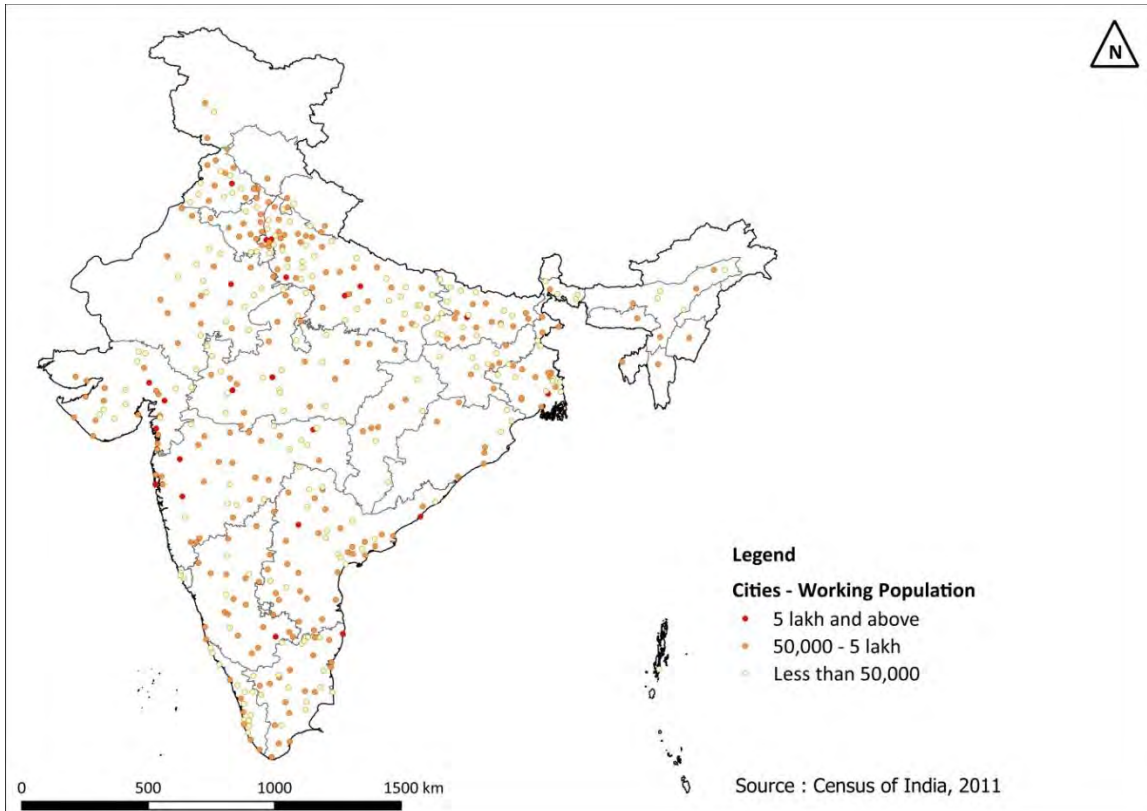 N
Legend
Cities - Working Population
5 lakh and above
50,000 - 5 lakh
Less than 50,000
0 500 1000 1500 km
Source : Census of India, 2011